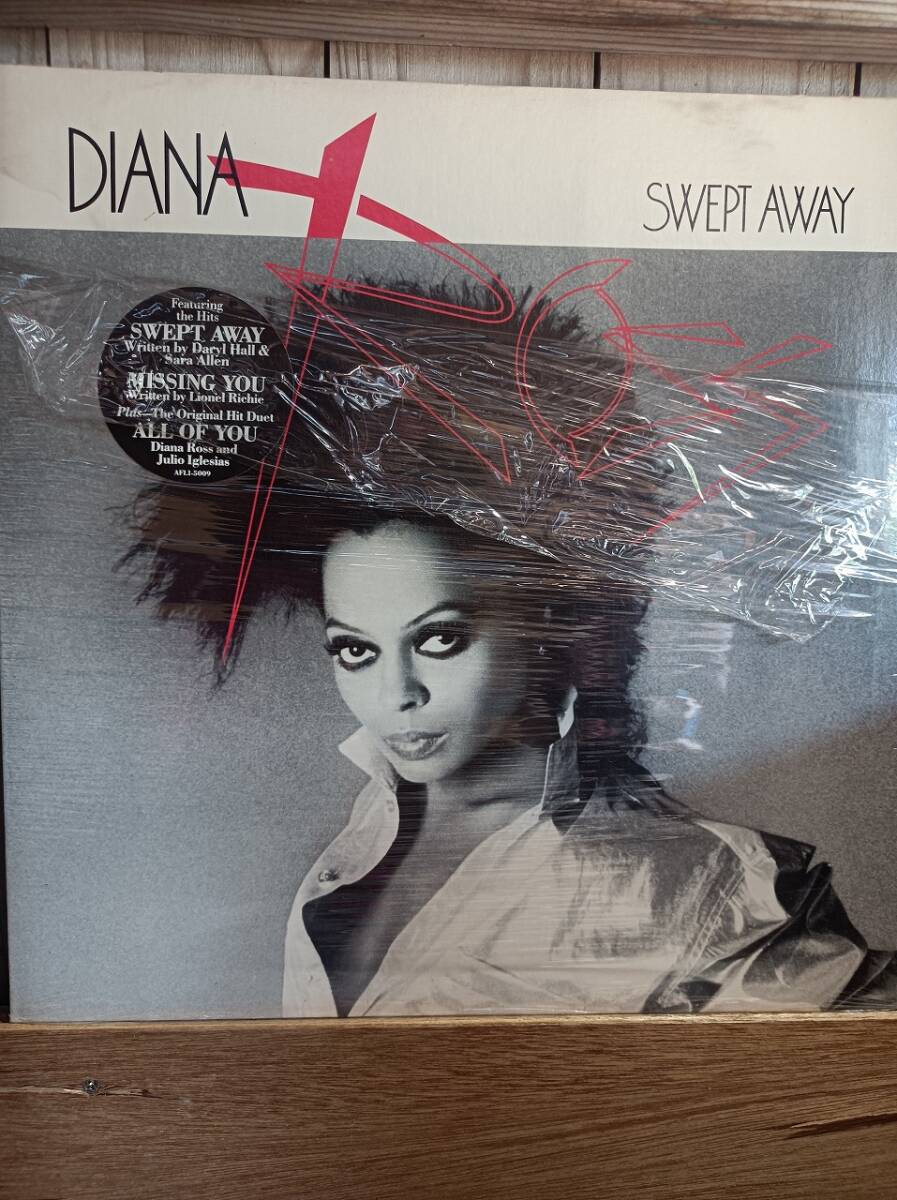 DIANA
ROSS
SWEPT AWAY
Featuring
the Hits
SWEPT AWAY
Written by Daryl Hall &
Sara Allen
MISSING YOU
Written by Lionel Richie
Plus—The Original Hit Duet
ALL OF YOU
Diana Ross and
Julio Iglesias
AFL1-5009